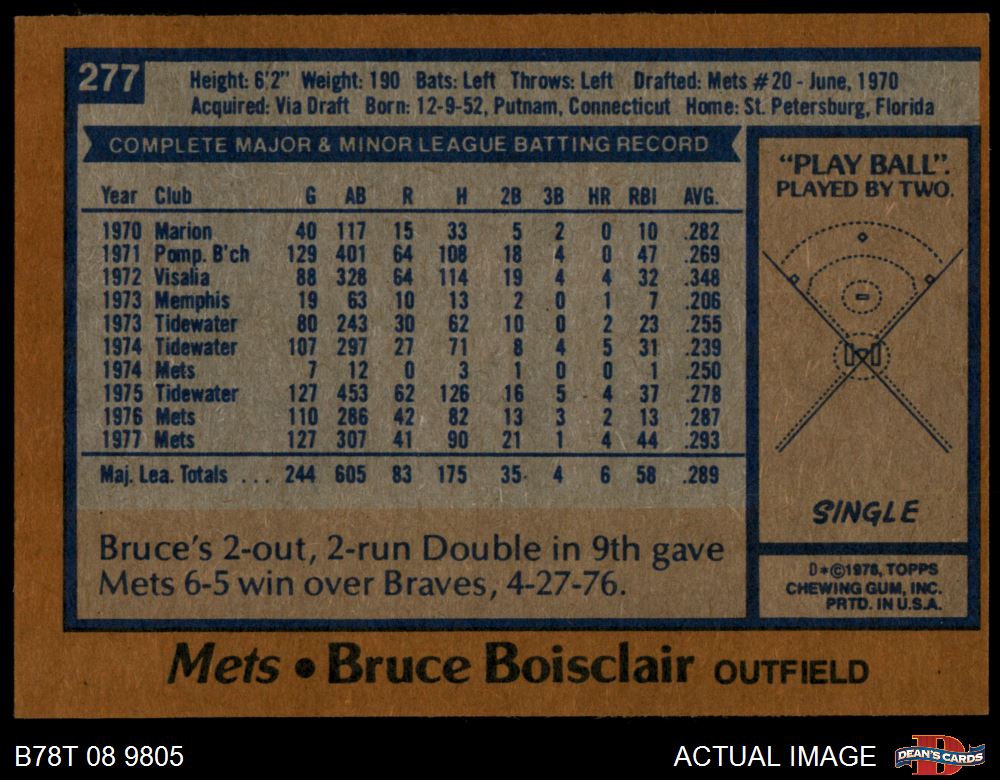 277
Height: 6'2" Weight: 190 Bats: Left Throws: Left Drafted: Mets #20 - June, 1970
Acquired: Via Draft Born: 12-9-52, Putnam, Connecticut Home: St. Petersburg, Florida
COMPLETE MAJOR & MINOR LEAGUE BATTING RECORD
Year Club G AB R H 2B 3B HR RBI AVG.
1970 Marion 40 117 15 33 5 2 0 10 .282
1971 Pomp. B'ch 129 401 64 108 18 4 0 47 .269
1972 Visalia 88 328 64 114 19 4 4 32 .348
1973 Memphis 19 63 10 13 2 0 1 7 .206
1973 Tidewater 80 243 30 62 10 0 2 23 .255
1974 Tidewater 107 297 27 71 8 4 5 31 .239
1974 Mets 7 12 0 3 1 0 0 1 .250
1975 Tidewater 127 453 62 126 16 5 4 37 .278
1976 Mets 110 286 42 82 13 3 2 13 .287
1977 Mets 127 307 41 90 21 1 4 44 .293
Maj. Lea. Totals ... 244 605 83 175 35 4 6 58 .289
Bruce's 2-out, 2-run Double in 9th gave
Mets 6-5 win over Braves, 4-27-76.
"PLAY BALL".
PLAYED BY TWO.
SINGLE
D*©1978, TOPPS
CHEWING GUM, INC.
PRTD. IN U.S.A.
Mets • Bruce Boisclair OUTFIELD
B78T 08 9805
ACTUAL IMAGE
DEAN'S CARDS